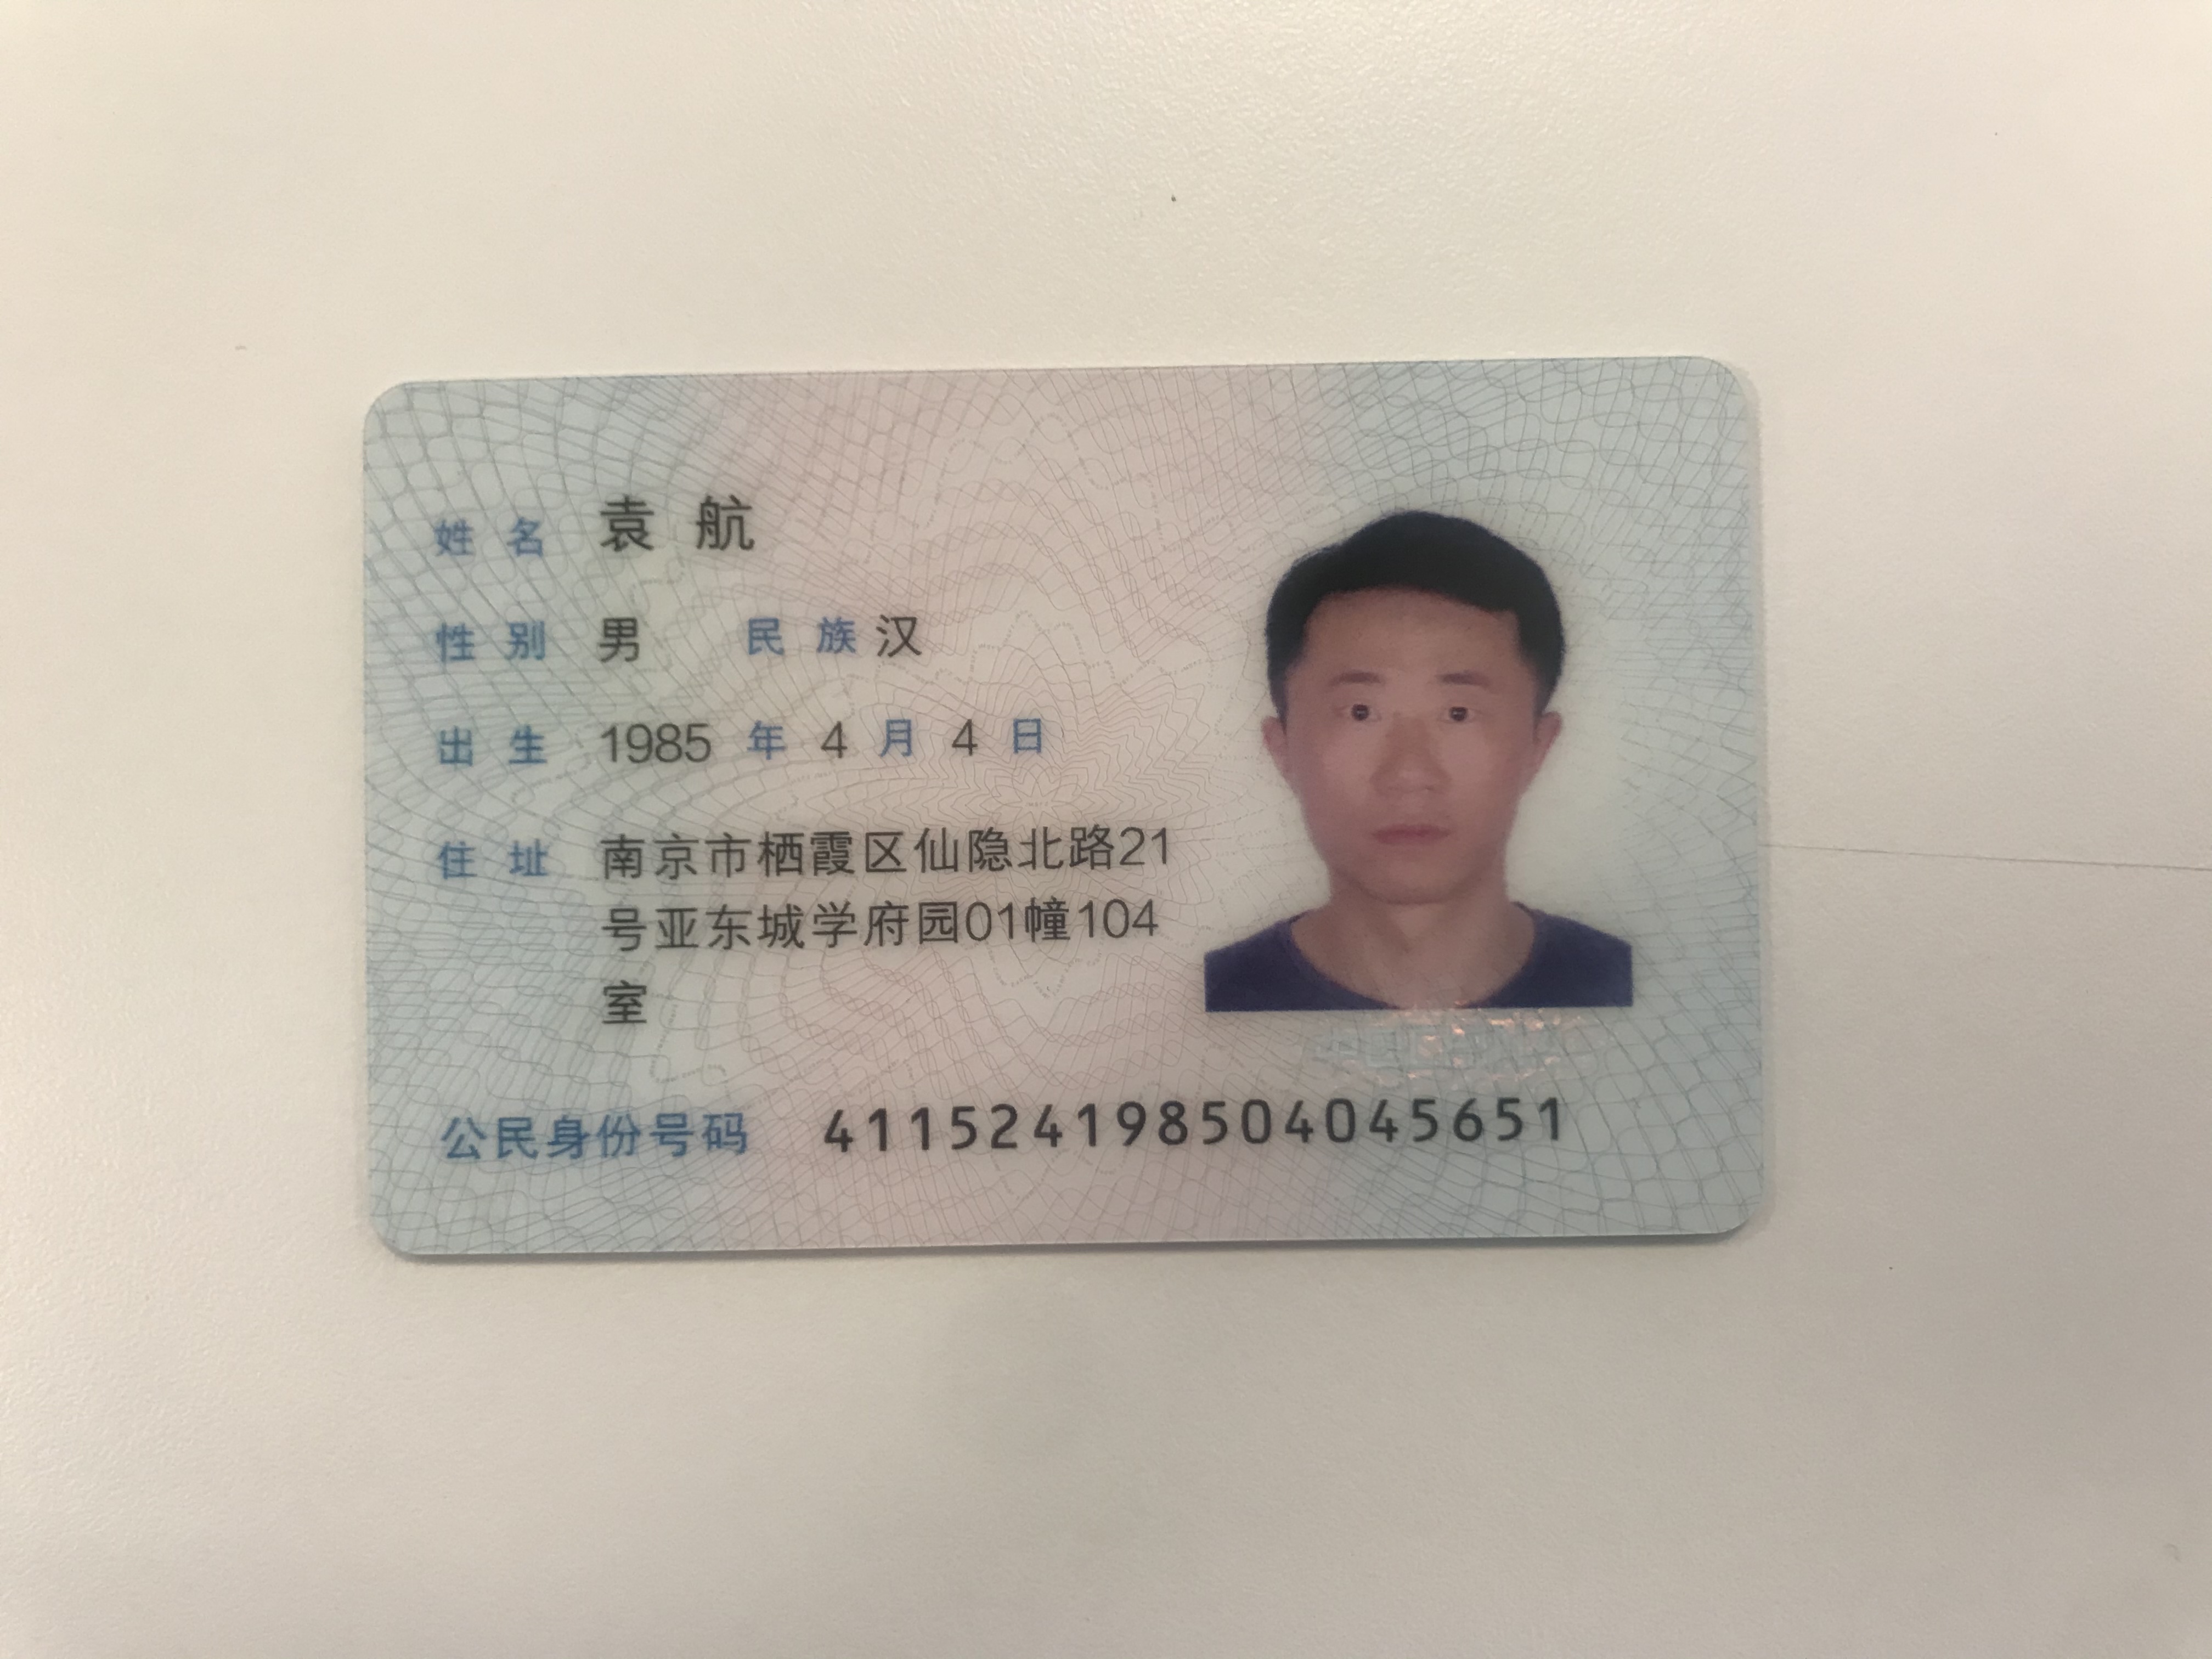 姓名 袁航
性别 男 民族 汉
出生 1985 年 4 月 4 日
住址 南京市栖霞区仙隐北路21
号亚东城学府园01幢104
室
公民身份号码 411524198504045651